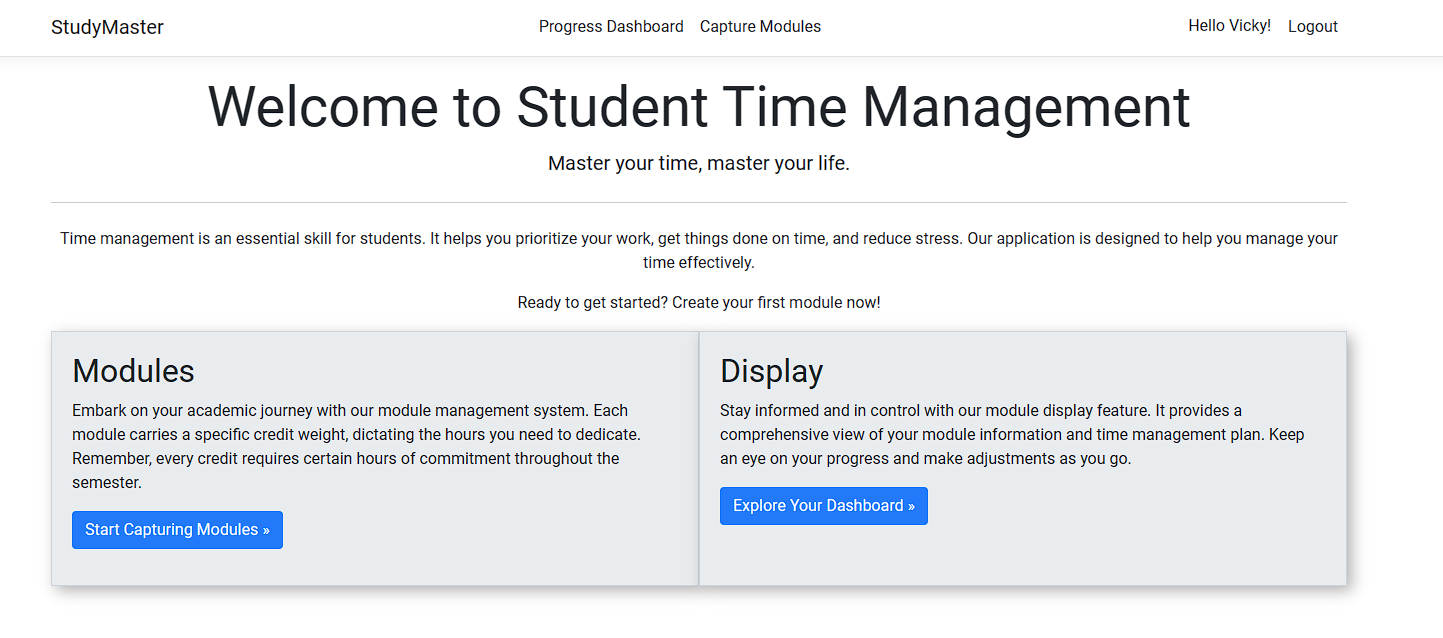 StudyMaster
Progress Dashboard
Capture Modules
Hello Vicky!
Logout
Welcome to Student Time Management
Master your time, master your life.
Time management is an essential skill for students. It helps you prioritize your work, get things done on time, and reduce stress. Our application is designed to help you manage your
time effectively.
Ready to get started? Create your first module now!
Modules
Embark on your academic journey with our module management system. Each
module carries a specific credit weight, dictating the hours you need to dedicate.
Remember, every credit requires certain hours of commitment throughout the
semester.
Start Capturing Modules »
Display
Stay informed and in control with our module display feature. It provides a
comprehensive view of your module information and time management plan. Keep
an eye on your progress and make adjustments as you go.
Explore Your Dashboard »